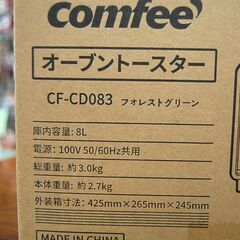 comfee'
オーブントースター
CF-CD083 フォレストグリーン
庫内容量：8L
電源：100V 50/60Hz共用
総重量：約3.0kg
本体重量：約2.7kg
外装箱寸法：425mm×265mm×245mm
MADE IN CHINA